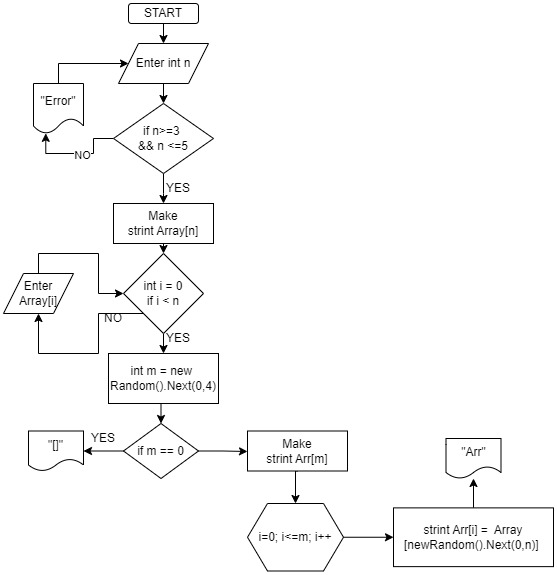 START
Enter int n
"Error"
if n>=3
&& n <=5
NO
YES
Make
strint Array[n]
Enter
Array[i]
int i = 0
if i < n
NO
YES
int m = new
Random().Next(0,4)
"[]"
YES
if m == 0
Make
strint Arr[m]
"Arr"
i=0; i<=m; i++
strint Arr[i] = Array
[newRandom().Next(0,n)]